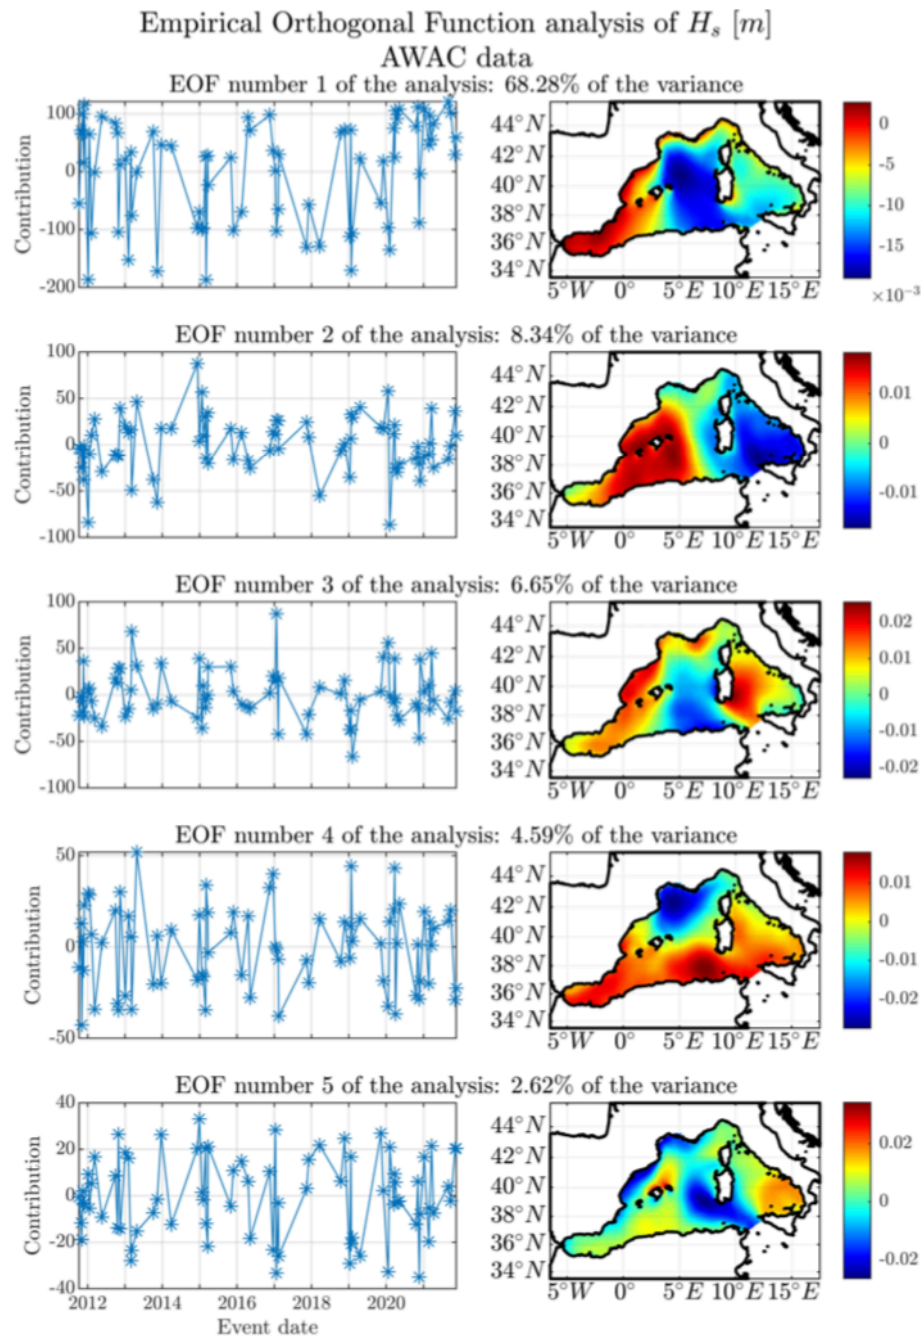 Empirical Orthogonal Function analysis of Hₛ [m]
AWAC data
EOF number 1 of the analysis: 68.28% of the variance
Contribution
100
0
-100
-200
44°N
42°N
40°N
38°N
36°N
34°N
5°W 0° 5°E 10°E 15°E
0
-5
-10
-15
×10⁻³
EOF number 2 of the analysis: 8.34% of the variance
Contribution
100
50
0
-50
-100
44°N
42°N
40°N
38°N
36°N
34°N
5°W 0° 5°E 10°E 15°E
0.01
0
-0.01
EOF number 3 of the analysis: 6.65% of the variance
Contribution
100
50
0
-50
-100
44°N
42°N
40°N
38°N
36°N
34°N
5°W 0° 5°E 10°E 15°E
0.02
0.01
0
-0.01
-0.02
EOF number 4 of the analysis: 4.59% of the variance
Contribution
50
0
-50
44°N
42°N
40°N
38°N
36°N
34°N
5°W 0° 5°E 10°E 15°E
0.01
0
-0.01
-0.02
EOF number 5 of the analysis: 2.62% of the variance
Contribution
40
20
0
-20
-40
2012 2014 2016 2018 2020
Event date
44°N
42°N
40°N
38°N
36°N
34°N
5°W 0° 5°E 10°E 15°E
0.02
0
-0.02